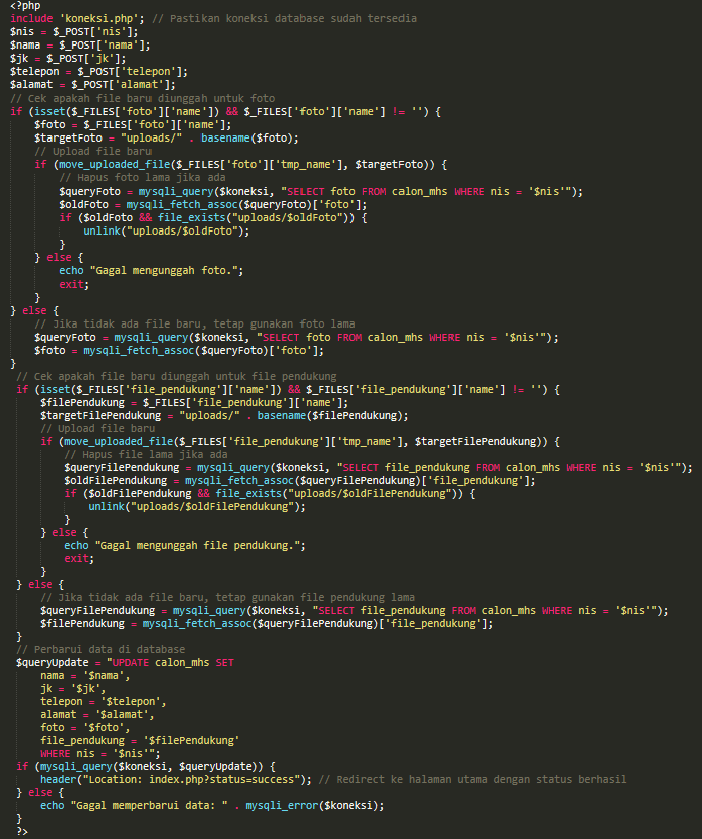 <?php
include 'koneksi.php'; // Pastikan koneksi database sudah tersedia
$nis = $_POST['nis'];
$nama = $_POST['nama'];
$jk = $_POST['jk'];
$telepon = $_POST['telepon'];
$alamat = $_POST['alamat'];
// Cek apakah file baru diunggah untuk foto
if (isset($_FILES['foto']['name']) && $_FILES['foto']['name'] != '') {
    $foto = $_FILES['foto']['name'];
    $targetFoto = "uploads/" . basename($foto);
    // Upload file baru
    if (move_uploaded_file($_FILES['foto']['tmp_name'], $targetFoto)) {
        // Hapus foto lama jika ada
        $queryFoto = mysqli_query($koneksi, "SELECT foto FROM calon_mhs WHERE nis = '$nis'");
        $oldFoto = mysqli_fetch_assoc($queryFoto)['foto'];
        if ($oldFoto && file_exists("uploads/$oldFoto")) {
            unlink("uploads/$oldFoto");
        }
    } else {
        echo "Gagal mengunggah foto.";
        exit;
    }
} else {
    // Jika tidak ada file baru, tetap gunakan foto lama
    $queryFoto = mysqli_query($koneksi, "SELECT foto FROM calon_mhs WHERE nis = '$nis'");
    $foto = mysqli_fetch_assoc($queryFoto)['foto'];
}
// Cek apakah file baru diunggah untuk file pendukung
if (isset($_FILES['file_pendukung']['name']) && $_FILES['file_pendukung']['name'] != '') {
    $filePendukung = $_FILES['file_pendukung']['name'];
    $targetFilePendukung = "uploads/" . basename($filePendukung);
    // Upload file baru
    if (move_uploaded_file($_FILES['file_pendukung']['tmp_name'], $targetFilePendukung)) {
        // Hapus file lama jika ada
        $queryFilePendukung = mysqli_query($koneksi, "SELECT file_pendukung FROM calon_mhs WHERE nis = '$nis'");
        $oldFilePendukung = mysqli_fetch_assoc($queryFilePendukung)['file_pendukung'];
        if ($oldFilePendukung && file_exists("uploads/$oldFilePendukung")) {
            unlink("uploads/$oldFilePendukung");
        }
    } else {
        echo "Gagal mengunggah file pendukung.";
        exit;
    }
} else {
    // Jika tidak ada file baru, tetap gunakan file pendukung lama
    $queryFilePendukung = mysqli_query($koneksi, "SELECT file_pendukung FROM calon_mhs WHERE nis = '$nis'");
    $filePendukung = mysqli_fetch_assoc($queryFilePendukung)['file_pendukung'];
}
// Perbarui data di database
$queryUpdate = "UPDATE calon_mhs SET
    nama = '$nama',
    jk = '$jk',
    telepon = '$telepon',
    alamat = '$alamat',
    foto = '$foto',
    file_pendukung = '$filePendukung'
    WHERE nis = '$nis'";
if (mysqli_query($koneksi, $queryUpdate)) {
    header("Location: index.php?status=success"); // Redirect ke halaman utama dengan status berhasil
} else {
    echo "Gagal memperbarui data: " . mysqli_error($koneksi);
}
?>